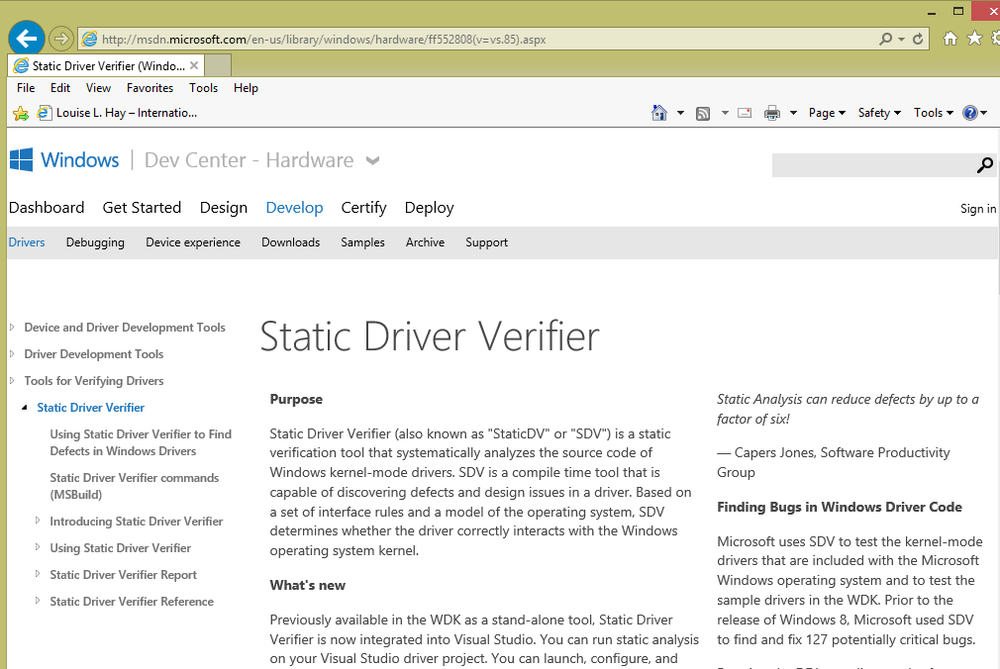 http://msdn.microsoft.com/en-us/library/windows/hardware/ff552808(v=vs.85).aspx
Static Driver Verifier (Windo...
File Edit View Favorites Tools Help
Louise L. Hay – Internatio...
Page Safety Tools
Windows | Dev Center - Hardware
Dashboard Get Started Design Develop Certify Deploy
Sign in
Drivers Debugging Device experience Downloads Samples Archive Support
Device and Driver Development Tools
Driver Development Tools
Tools for Verifying Drivers
Static Driver Verifier
Using Static Driver Verifier to Find
Defects in Windows Drivers
Static Driver Verifier commands
(MSBuild)
Introducing Static Driver Verifier
Using Static Driver Verifier
Static Driver Verifier Report
Static Driver Verifier Reference
Static Driver Verifier
Purpose
Static Driver Verifier (also known as "StaticDV" or "SDV") is a static
verification tool that systematically analyzes the source code of
Windows kernel-mode drivers. SDV is a compile time tool that is
capable of discovering defects and design issues in a driver. Based on
a set of interface rules and a model of the operating system, SDV
determines whether the driver correctly interacts with the Windows
operating system kernel.
What's new
Previously available in the WDK as a stand-alone tool, Static Driver
Verifier is now integrated into Visual Studio. You can run static analysis
on your Visual Studio driver project. You can launch, configure, and
Static Analysis can reduce defects by up to a
factor of six!
— Capers Jones, Software Productivity
Group
Finding Bugs in Windows Driver Code
Microsoft uses SDV to test the kernel-mode
drivers that are included with the Microsoft
Windows operating system and to test the
sample drivers in the WDK. Prior to the
release of Windows 8, Microsoft used SDV
to find and fix 127 potentially critical bugs.